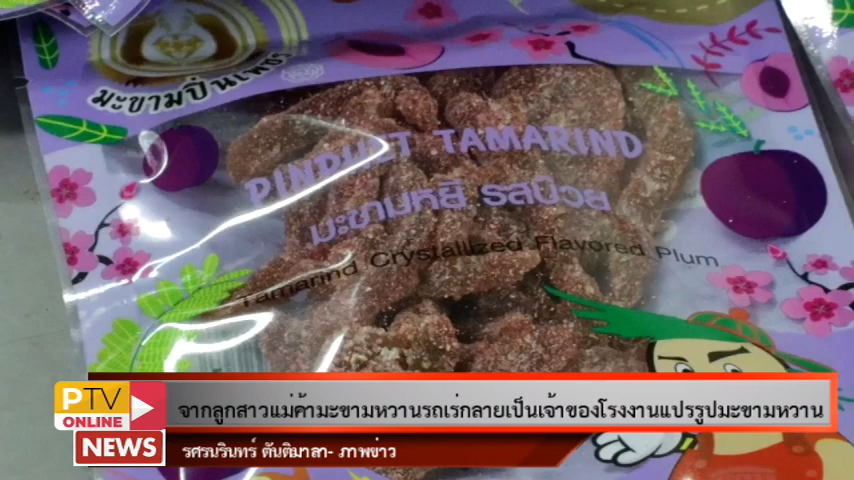 มะขามปิ่นเพชร
PINPHET TAMARIND
มะขามหยี รสบ๊วย
Tamarind Crystallized Flavored Plum
PTV
ONLINE
NEWS
จากลูกสาวแม่ค้ามะขามหวานรถเร่กลายเป็นเจ้าของโรงงานแปรรูปมะขามหวาน
รศรนรินทร์ ตันติมาลา- ภาพข่าว